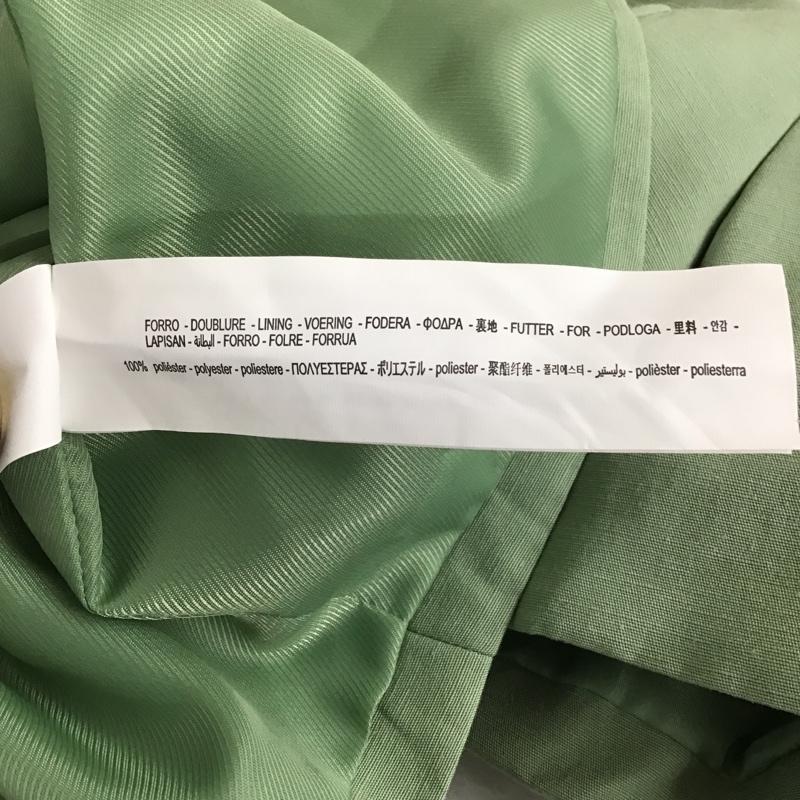 FORRO - DOUBLURE - LINING - VOERING - FODERA - ΦΟΔΡΑ - 裏地 - FUTTER - FOR - PODLOGA - 里料 - 안감 -
LAPISAN - البطانة - FORRO - FOLRE - FORRUA
100% poliéster - polyester - poliestere - ΠΟΛΥΕΣΤΕΡΑΣ - ポリエステル - poliester - 聚酯纤维 - 폴리에스터 - بوليستير - polièster - poliesterra